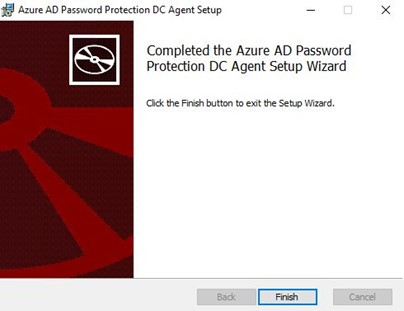 Azure AD Password Protection DC Agent Setup
Completed the Azure AD Password
Protection DC Agent Setup Wizard
Click the Finish button to exit the Setup Wizard.
Back
Finish
Cancel